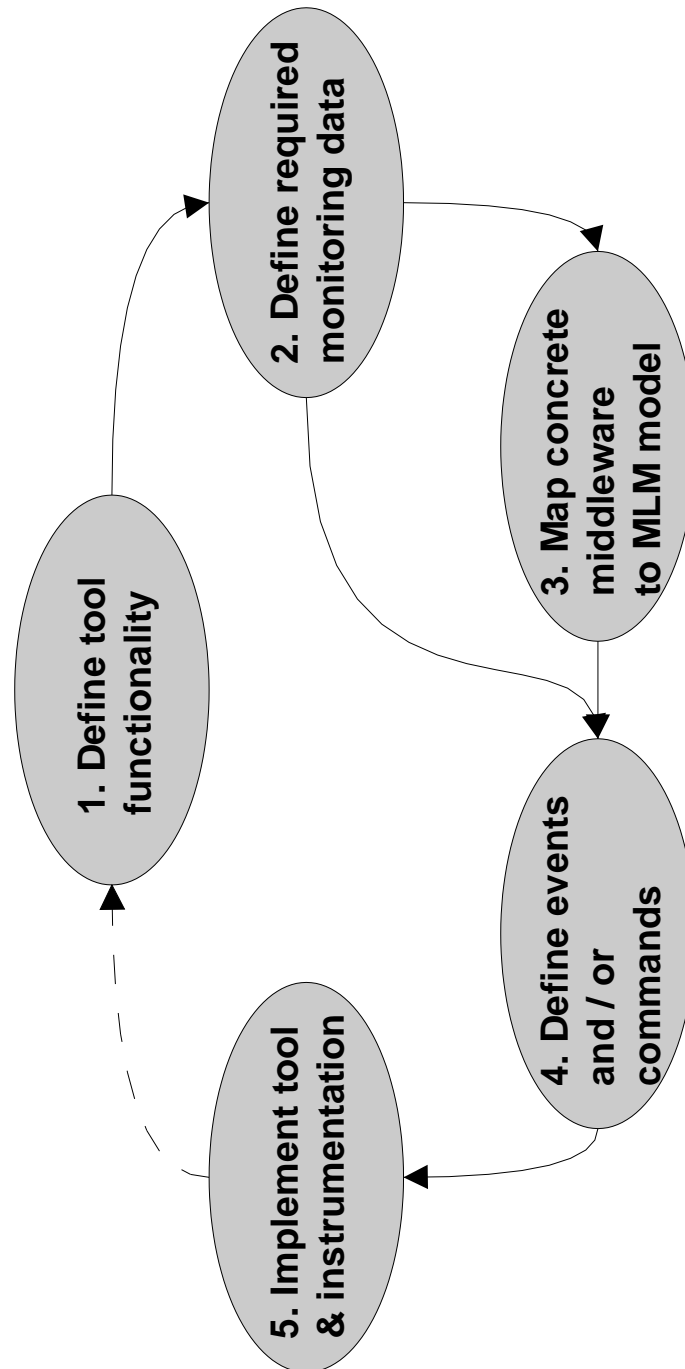 1. Define tool
functionality
2. Define required
monitoring data
3. Map concrete
middleware
to MLM model
4. Define events
and / or
commands
5. Implement tool
& instrumentation